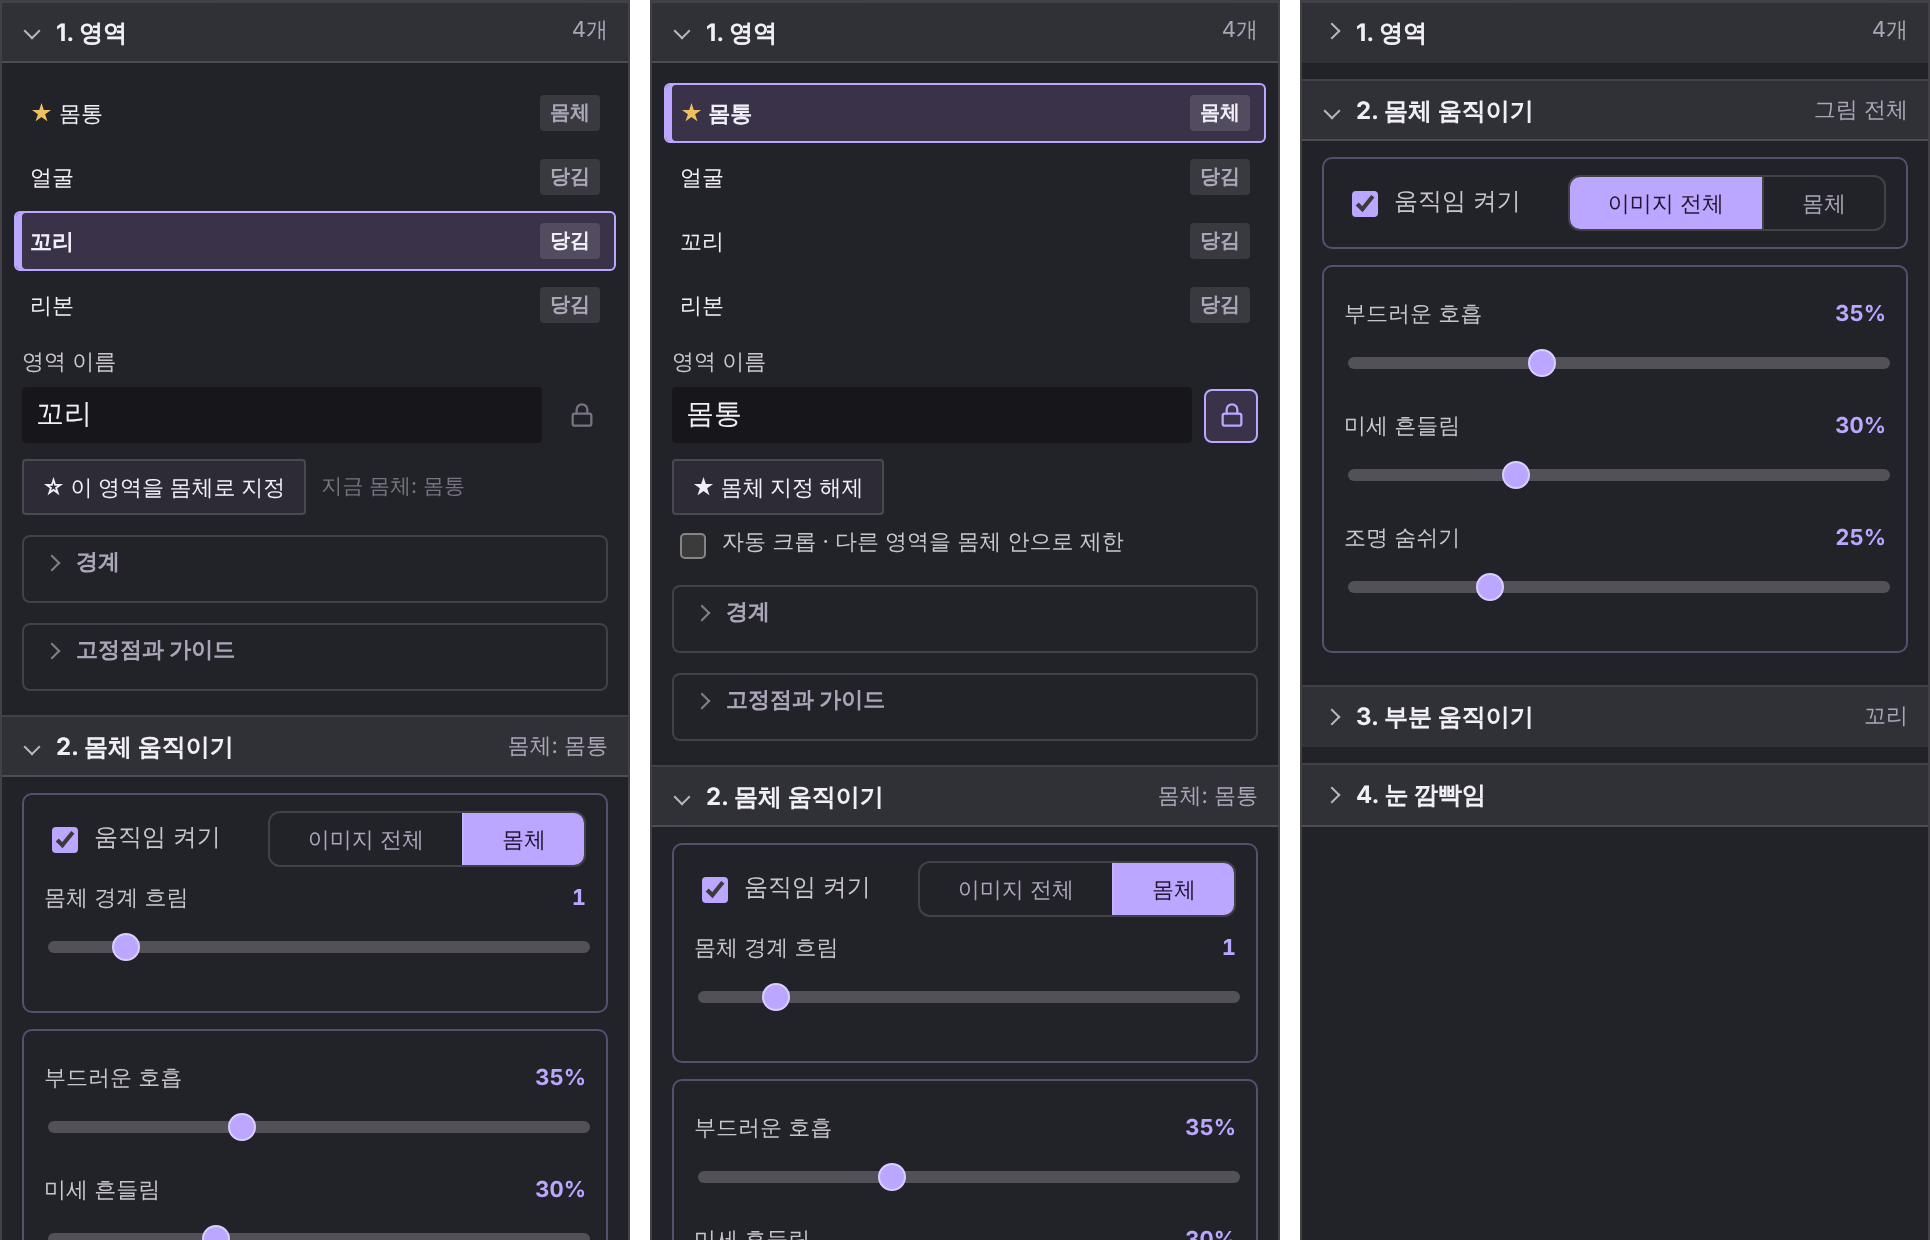 1. 영역 4개
★ 몸통 몸체
얼굴 당김
꼬리 당김
리본 당김
영역 이름
꼬리
☆ 이 영역을 몸체로 지정 지금 몸체: 몸통
경계
고정점과 가이드
2. 몸체 움직이기 몸체: 몸통
움직임 켜기 이미지 전체 몸체
몸체 경계 흐림 1
부드러운 호흡 35%
미세 흔들림 30%
1. 영역 4개
★ 몸통 몸체
얼굴 당김
꼬리 당김
리본 당김
영역 이름
몸통
★ 몸체 지정 해제
자동 크롭 · 다른 영역을 몸체 안으로 제한
경계
고정점과 가이드
2. 몸체 움직이기 몸체: 몸통
움직임 켜기 이미지 전체 몸체
몸체 경계 흐림 1
부드러운 호흡 35%
미세 흔들림 30%
1. 영역 4개
2. 몸체 움직이기 그림 전체
움직임 켜기 이미지 전체 몸체
부드러운 호흡 35%
미세 흔들림 30%
조명 숨쉬기 25%
3. 부분 움직이기 꼬리
4. 눈 깜빡임